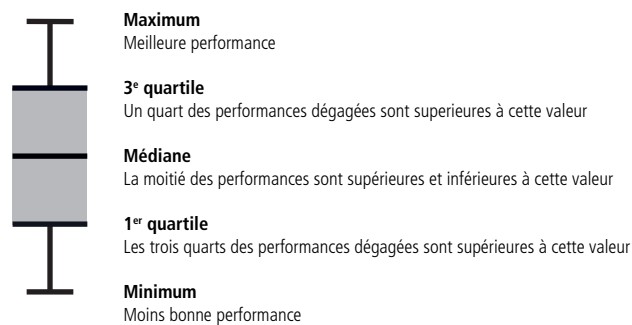 Maximum
Meilleure performance
3e quartile
Un quart des performances dégagées sont superieures à cette valeur
Médiane
La moitié des performances sont supérieures et inférieures à cette valeur
1er quartile
Les trois quarts des performances dégagées sont supérieures à cette valeur
Minimum
Moins bonne performance